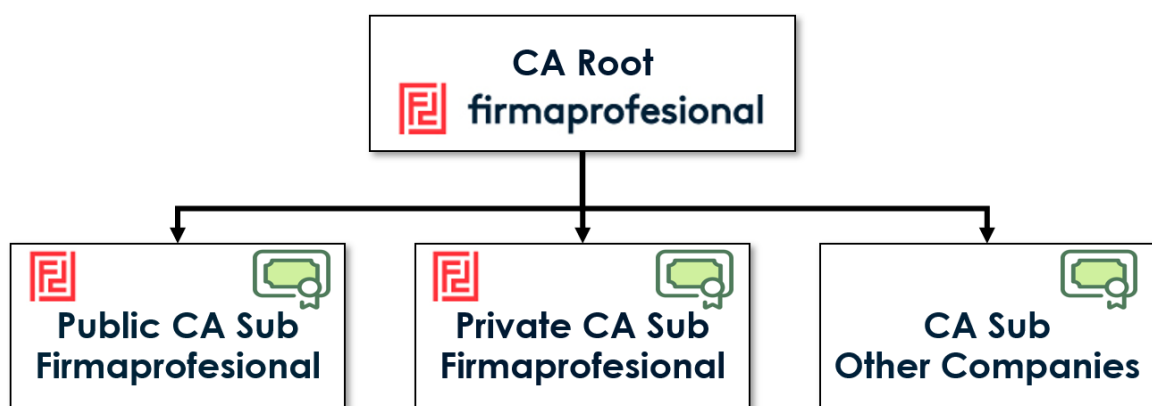 CA Root
firmaprofesional
Public CA Sub
Firmaprofesional
Private CA Sub
Firmaprofesional
CA Sub
Other Companies